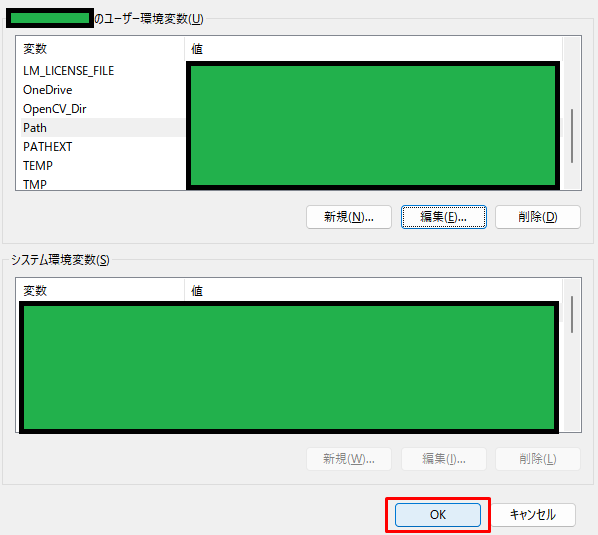 のユーザー環境変数(U)
変数 値
LM_LICENSE_FILE
OneDrive
OpenCV_Dir
Path
PATHEXT
TEMP
TMP
新規(N)... 編集(E)... 削除(D)
システム環境変数(S)
変数 値
新規(W)... 編集(I)... 削除(L)
OK キャンセル